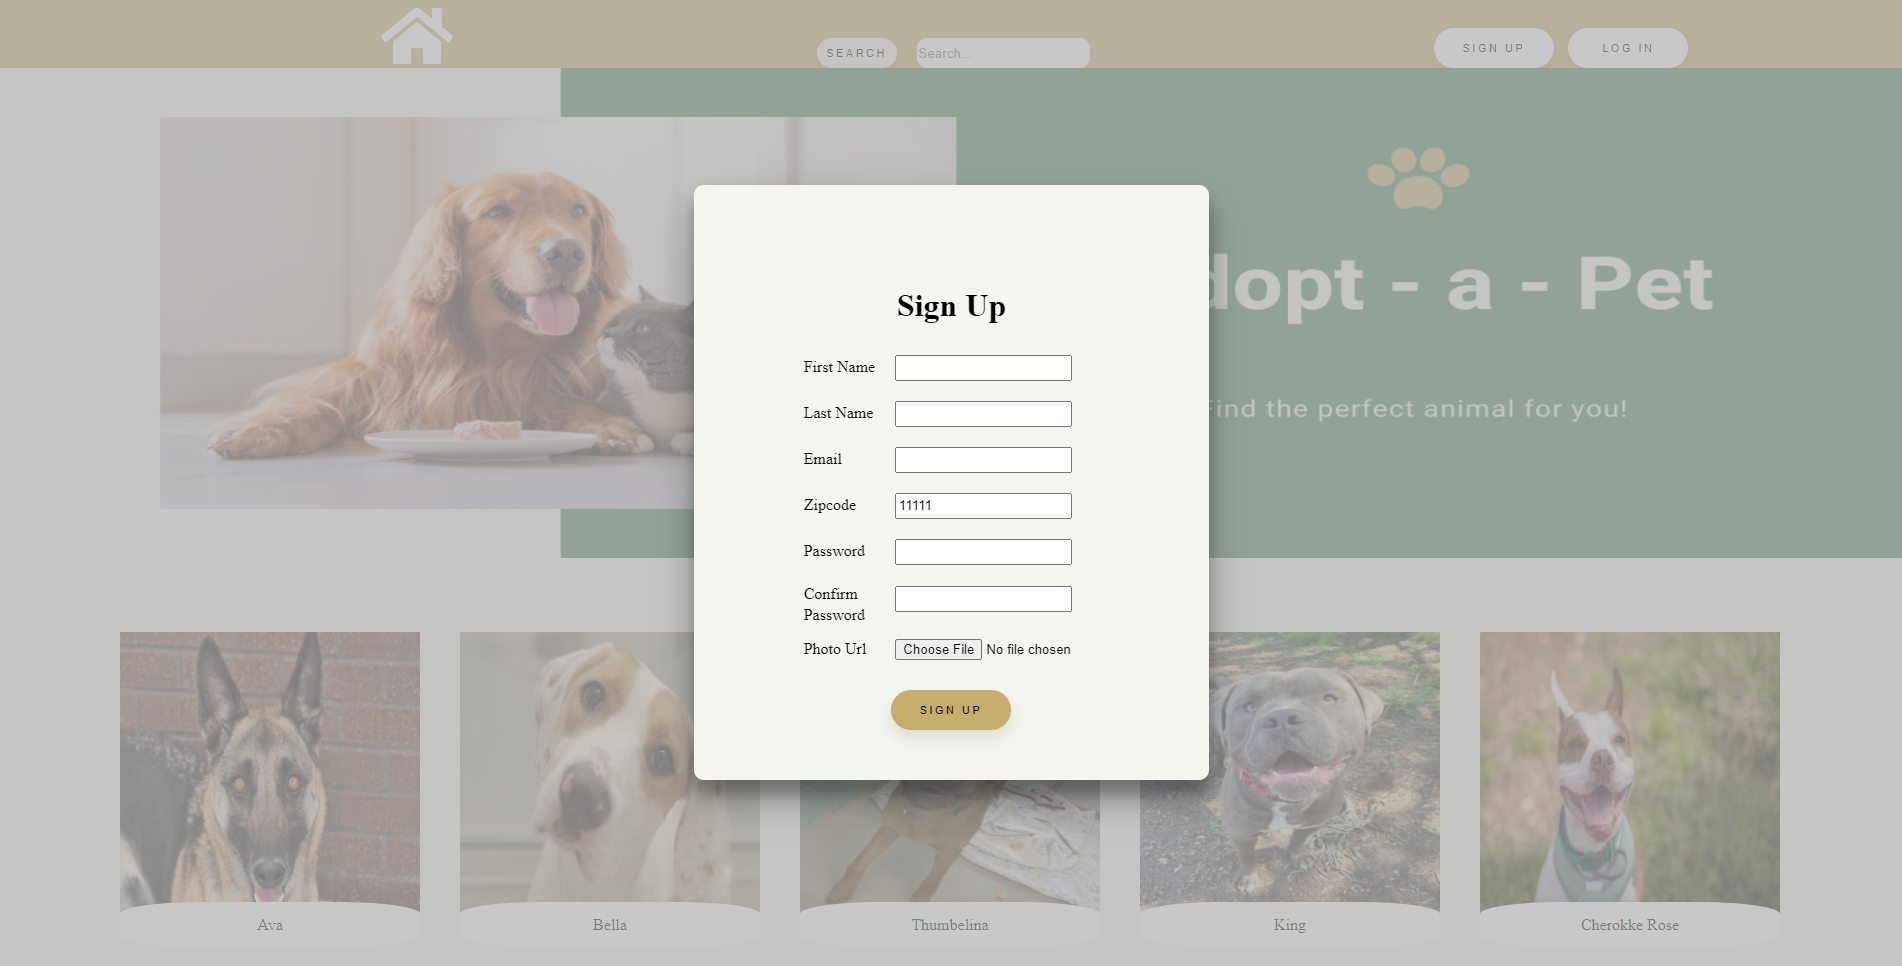 SEARCH
Search...
SIGN UP
LOG IN
dopt - a - Pet
Find the perfect animal for you!
Sign Up
First Name
Last Name
Email
Zipcode
11111
Password
Confirm
Password
Photo Url
Choose File No file chosen
SIGN UP
Ava
Bella
Thumbelina
King
Cherokke Rose